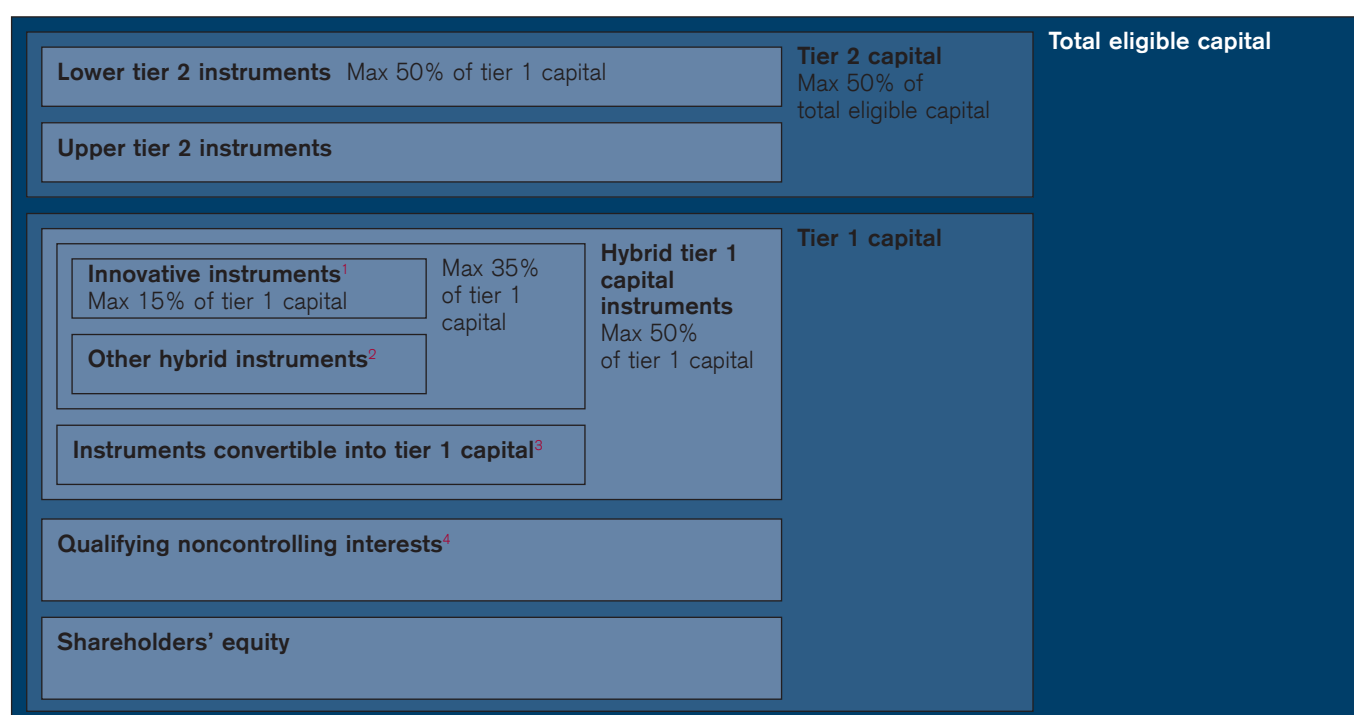 Total eligible capital
Lower tier 2 instruments Max 50% of tier 1 capital
Tier 2 capital
Max 50% of
total eligible capital
Upper tier 2 instruments
Tier 1 capital
Hybrid tier 1
capital
instruments
Max 50%
of tier 1 capital
Innovative instruments1
Max 15% of tier 1 capital
Max 35%
of tier 1
capital
Other hybrid instruments2
Instruments convertible into tier 1 capital3
Qualifying noncontrolling interests4
Shareholders’ equity